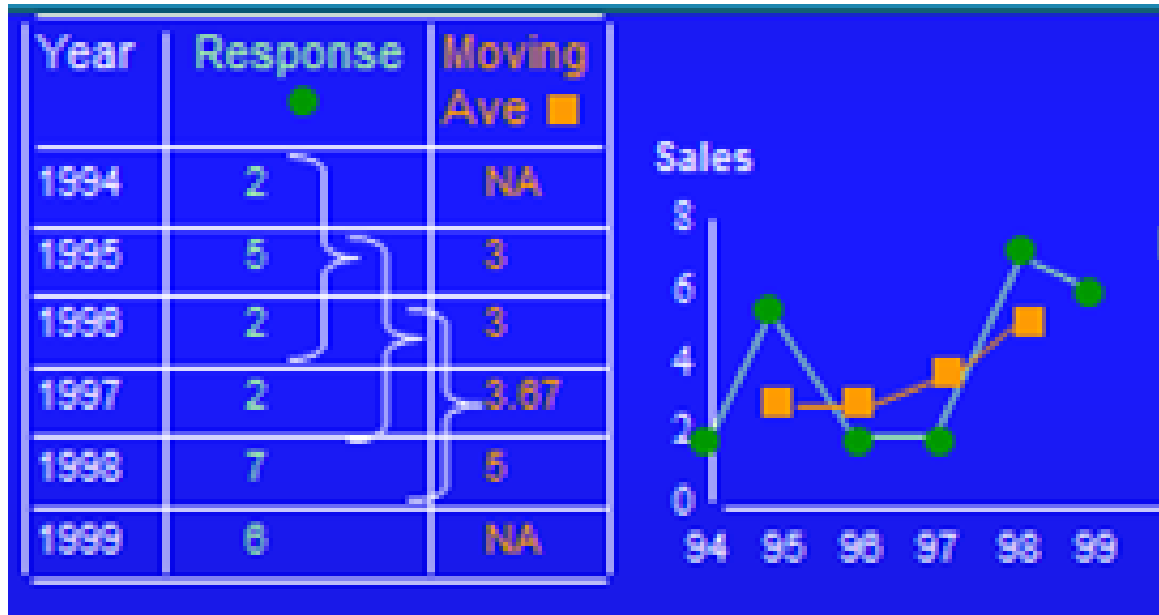 Year Response Moving
Ave
1994 2 NA
1995 5 3
1996 2 3
1997 2 3.67
1998 7 5
1999 6 NA
Sales
8
6
4
2
0
94 95 96 97 98 99